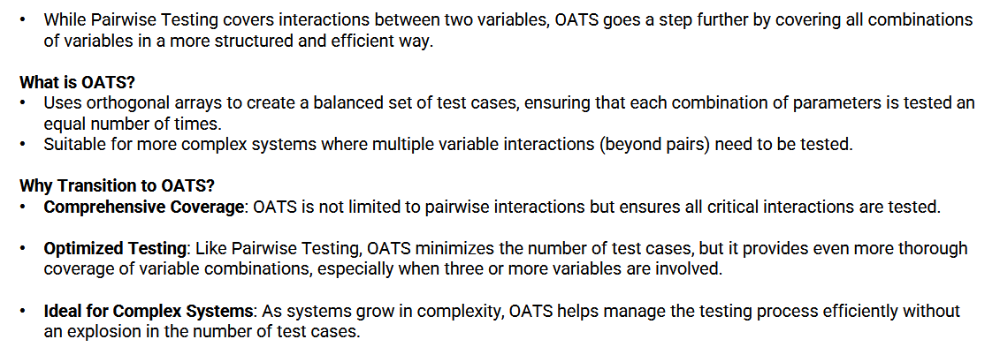 • While Pairwise Testing covers interactions between two variables, OATS goes a step further by covering all combinations
of variables in a more structured and efficient way.
What is OATS?
• Uses orthogonal arrays to create a balanced set of test cases, ensuring that each combination of parameters is tested an
equal number of times.
• Suitable for more complex systems where multiple variable interactions (beyond pairs) need to be tested.
Why Transition to OATS?
• Comprehensive Coverage: OATS is not limited to pairwise interactions but ensures all critical interactions are tested.
• Optimized Testing: Like Pairwise Testing, OATS minimizes the number of test cases, but it provides even more thorough
coverage of variable combinations, especially when three or more variables are involved.
• Ideal for Complex Systems: As systems grow in complexity, OATS helps manage the testing process efficiently without
an explosion in the number of test cases.